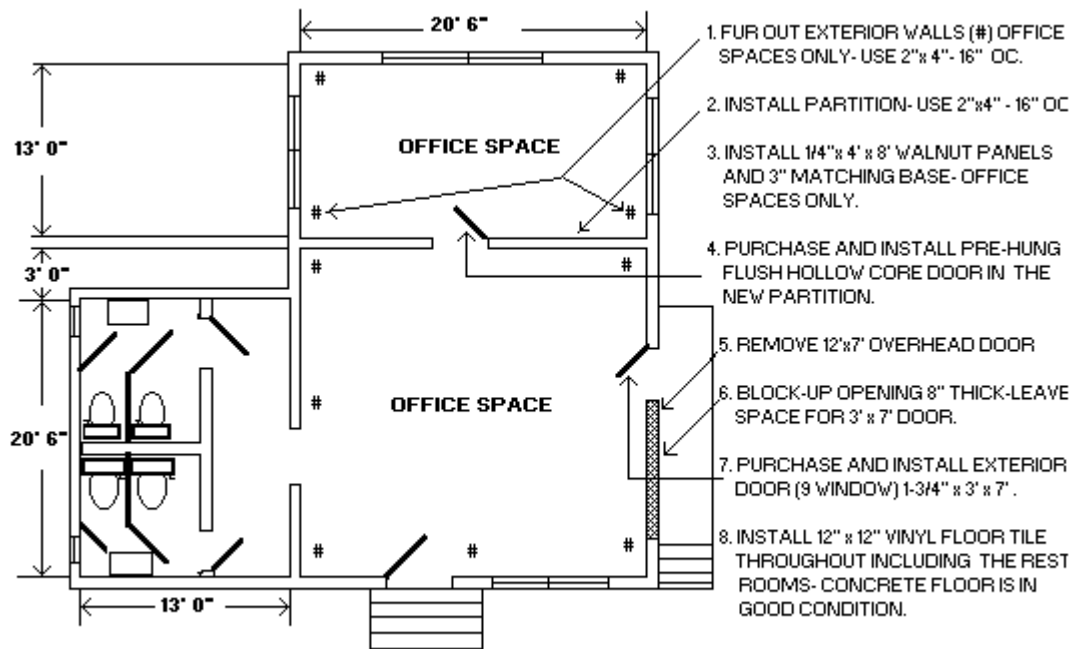 20' 6"
1. FUR OUT EXTERIOR WALLS (#) OFFICE
SPACES ONLY- USE 2"x 4"- 16" OC.
# #
2. INSTALL PARTITION- USE 2"x4" - 16" OC
13' 0"
OFFICE SPACE
3. INSTALL 1/4"x 4' x 8' WALNUT PANELS
AND 3" MATCHING BASE- OFFICE
SPACES ONLY.
# #
4. PURCHASE AND INSTALL PRE-HUNG
FLUSH HOLLOW CORE DOOR IN THE
NEW PARTITION.
3' 0"
# #
5. REMOVE 12'x7' OVERHEAD DOOR
6. BLOCK-UP OPENING 8" THICK-LEAVE
SPACE FOR 3' x 7' DOOR.
#
OFFICE SPACE
20' 6"
7. PURCHASE AND INSTALL EXTERIOR
DOOR (9 WINDOW) 1-3/4" x 3' x 7'.
8. INSTALL 12" x 12" VINYL FLOOR TILE
THROUGHOUT INCLUDING THE REST
ROOMS- CONCRETE FLOOR IS IN
GOOD CONDITION.
# # #
13' 0"